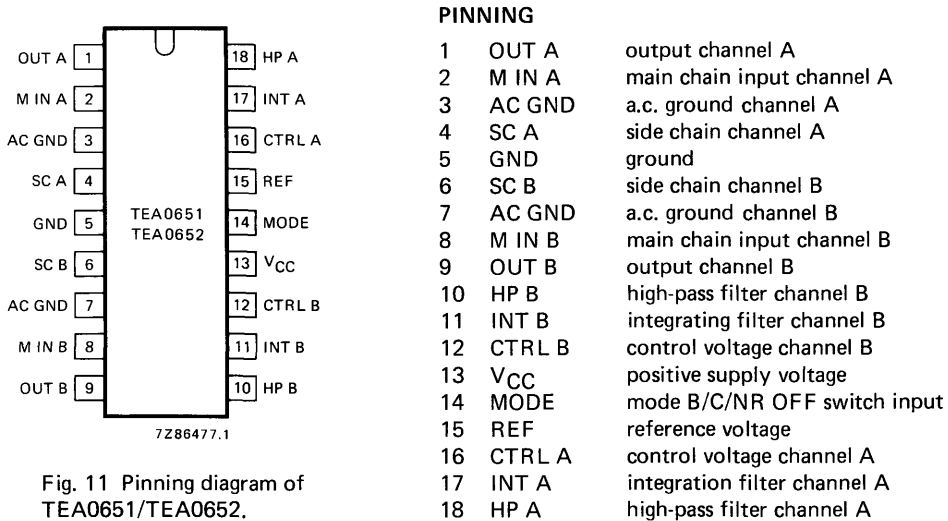 OUT A 1
M IN A 2
AC GND 3
SC A 4
GND 5
SC B 6
AC GND 7
M IN B 8
OUT B 9
18 HP A
17 INT A
16 CTRL A
15 REF
14 MODE
13 VCC
12 CTRL B
11 INT B
10 HP B
TEA0651
TEA0652
7Z86477.1
Fig. 11 Pinning diagram of
TEA0651/TEA0652.
PINNING
1 OUT A output channel A
2 M IN A main chain input channel A
3 AC GND a.c. ground channel A
4 SC A side chain channel A
5 GND ground
6 SC B side chain channel B
7 AC GND a.c. ground channel B
8 M IN B main chain input channel B
9 OUT B output channel B
10 HP B high-pass filter channel B
11 INT B integrating filter channel B
12 CTRL B control voltage channel B
13 VCC positive supply voltage
14 MODE mode B/C/NR OFF switch input
15 REF reference voltage
16 CTRL A control voltage channel A
17 INT A integration filter channel A
18 HP A high-pass filter channel A